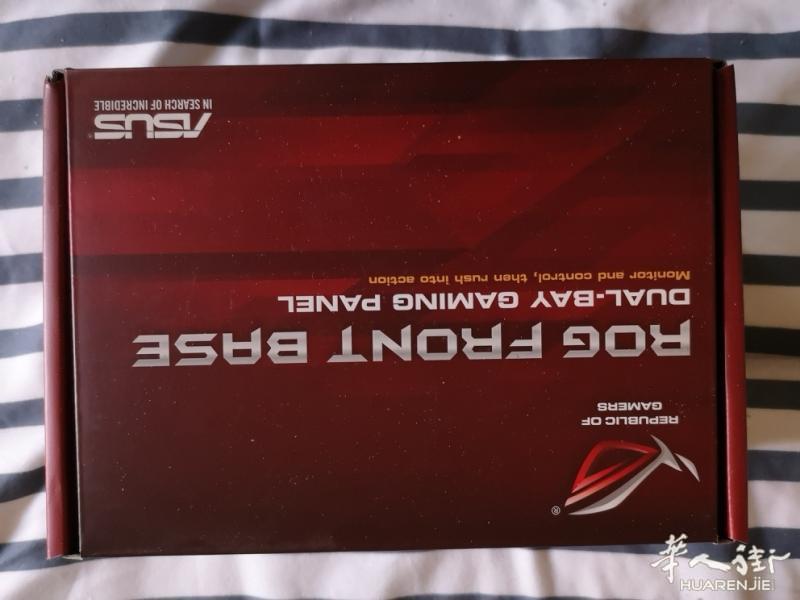 REPUBLIC OF
GAMERS
ROG FRONT BASE
DUAL-BAY GAMING PANEL
Monitor and control, then rush into action
ASUS
IN SEARCH OF INCREDIBLE
®
華人街
HUARENJIE